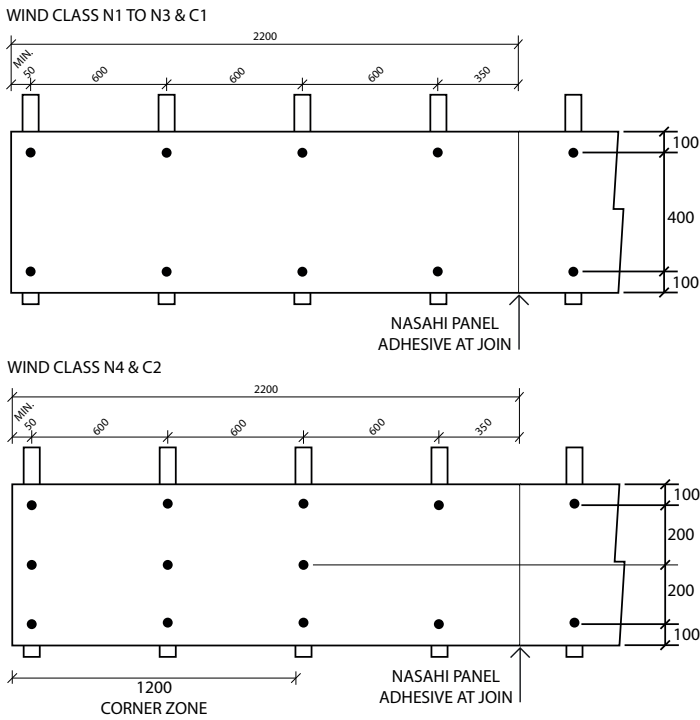 WIND CLASS N1 TO N3 & C1
2200
MIN.
50
600
600
600
350
100
400
100
NASAHI PANEL
ADHESIVE AT JOIN
WIND CLASS N4 & C2
2200
MIN.
50
600
600
600
350
100
200
200
100
1200
CORNER ZONE
NASAHI PANEL
ADHESIVE AT JOIN